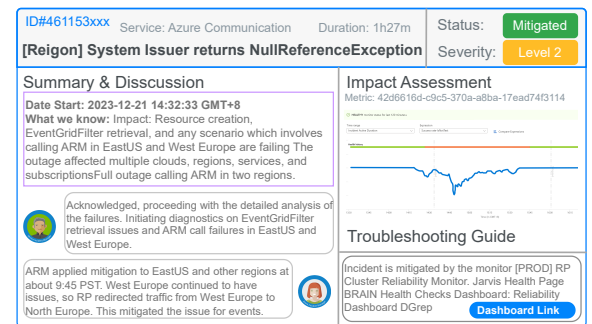 ID#461153xxx Service: Azure Communication Duration: 1h27m
[Reigon] System Issuer returns NullReferenceException
Status: Mitigated
Severity: Level 2
Summary & Disscussion
Date Start: 2023-12-21 14:32:33 GMT+8
What we know: Impact: Resource creation,
EventGridFilter retrieval, and any scenario which involves
calling ARM in EastUS and West Europe are failing The
outage affected multiple clouds, regions, services, and
subscriptionsFull outage calling ARM in two regions.
Acknowledged, proceeding with the detailed analysis of
the failures. Initiating diagnostics on EventGridFilter
retrieval issues and ARM call failures in EastUS and
West Europe.
ARM applied mitigation to EastUS and other regions at
about 9:45 PST. West Europe continued to have
issues, so RP redirected traffic from West Europe to
North Europe. This mitigated the issue for events.
Impact Assessment
Metric: 42d6616d-c9c5-370a-a8ba-17ead74f3114
Troubleshooting Guide
Incident is mitigated by the monitor [PROD] RP
Cluster Reliability Monitor. Jarvis Health Page
BRAIN Health Checks Dashboard: Reliability
Dashboard DGrep
Dashboard Link